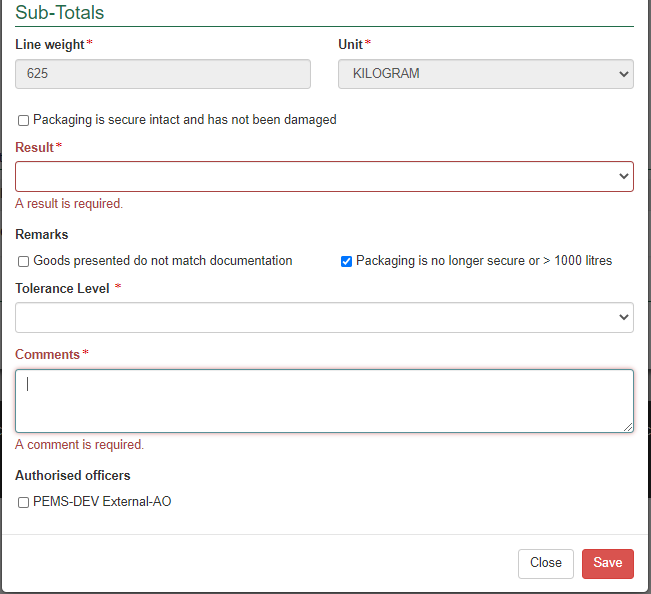 Sub-Totals
Line weight*
Unit*
625
KILOGRAM
Packaging is secure intact and has not been damaged
Result*
A result is required.
Remarks
Goods presented do not match documentation
Packaging is no longer secure or > 1000 litres
Tolerance Level *
Comments*
A comment is required.
Authorised officers
PEMS-DEV External-AO
Close
Save